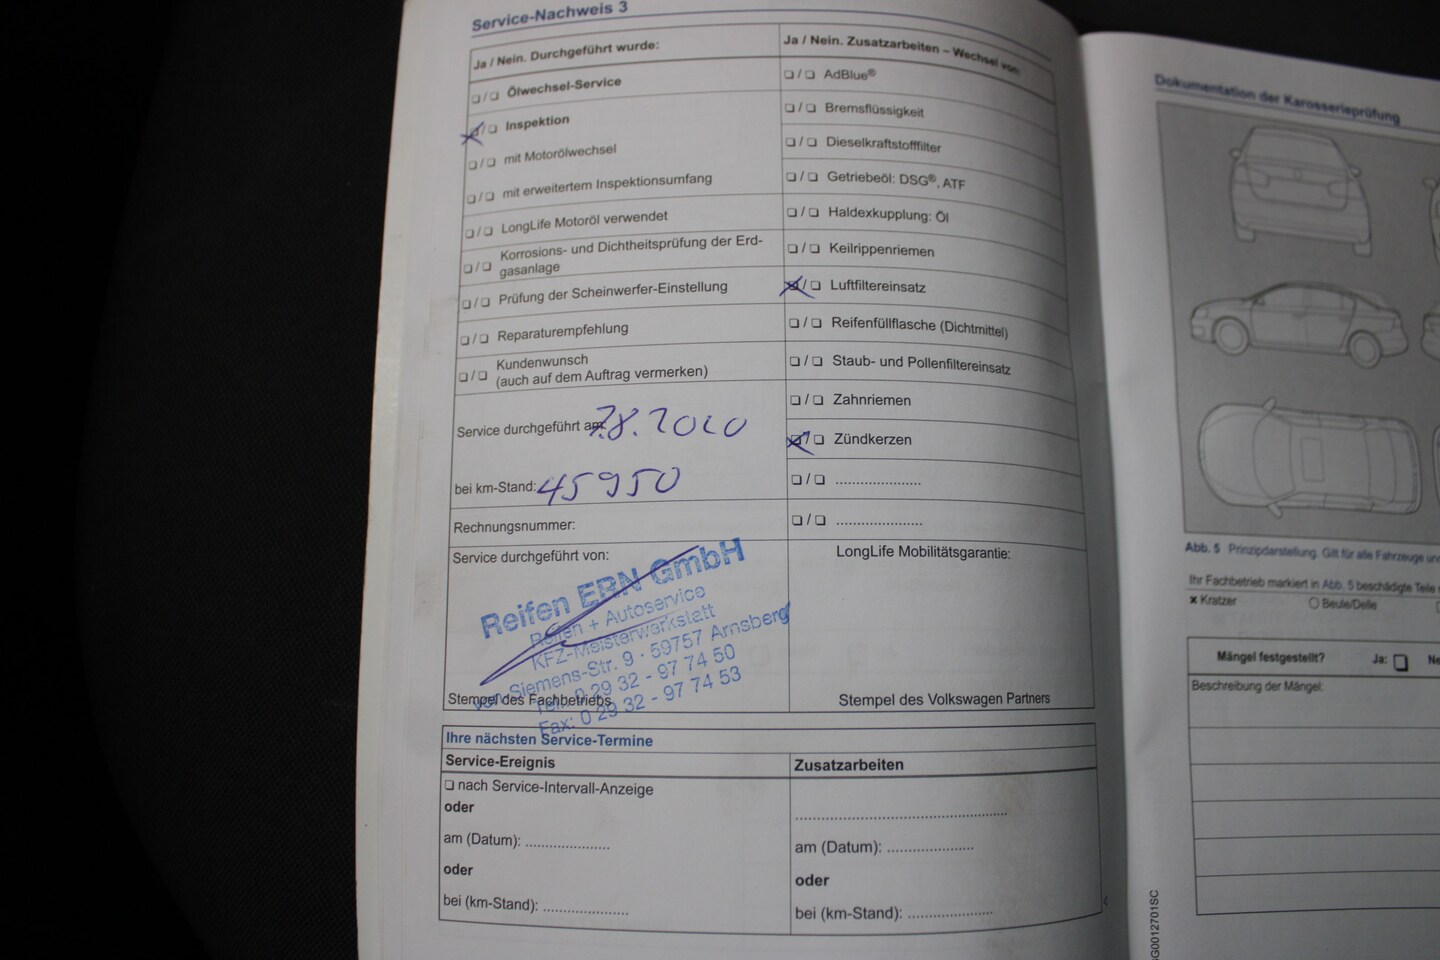 Service-Nachweis 3
Ja / Nein. Durchgeführt wurde:
❏ / ❏ Ölwechsel-Service
❏ / ❏ Inspektion
❏ / ❏ mit Motorölwechsel
❏ / ❏ mit erweitertem Inspektionsumfang
❏ / ❏ LongLife Motoröl verwendet
❏ / ❏ Korrosions- und Dichtheitsprüfung der Erd-
gasanlage
❏ / ❏ Prüfung der Scheinwerfer-Einstellung
❏ / ❏ Reparaturempfehlung
❏ / ❏ Kundenwunsch
(auch auf dem Auftrag vermerken)
Service durchgeführt am: 7.8.2020
bei km-Stand: 45950
Rechnungsnummer:
Service durchgeführt von:
Reifen ERN GmbH
Reifen + Autoservice
KFZ-Meisterwerkstatt
von-Siemens-Str. 9 · 59757 Arnsberg
Tel.: 0 29 32 - 97 74 50
Fax: 0 29 32 - 97 74 53
Stempel des Fachbetriebs
Ja / Nein. Zusatzarbeiten – Wechsel von:
❏ / ❏ AdBlue®
❏ / ❏ Bremsflüssigkeit
❏ / ❏ Dieselkraftstofffilter
❏ / ❏ Getriebeöl: DSG®, ATF
❏ / ❏ Haldexkupplung: Öl
❏ / ❏ Keilrippenriemen
❏ / ❏ Luftfiltereinsatz
❏ / ❏ Reifenfüllflasche (Dichtmittel)
❏ / ❏ Staub- und Pollenfiltereinsatz
❏ / ❏ Zahnriemen
❏ / ❏ Zündkerzen
❏ / ❏ .....................
❏ / ❏ .....................
LongLife Mobilitätsgarantie:
Stempel des Volkswagen Partners
Ihre nächsten Service-Termine
Service-Ereignis
❏ nach Service-Intervall-Anzeige
oder
am (Datum): .....................
oder
bei (km-Stand): .....................
Zusatzarbeiten
.....................................................
am (Datum): .....................
oder
bei (km-Stand): .....................
Dokumentation der Karosserieprüfung
Abb. 5 Prinzipdarstellung. Gilt für alle Fahrzeuge
Ihr Fachbetrieb markiert in Abb. 5 beschädigte Teile
× Kratzer
○ Beule/Delle
Mängel festgestellt? Ja: ❏ Ne
Beschreibung der Mängel:
G0012701SC